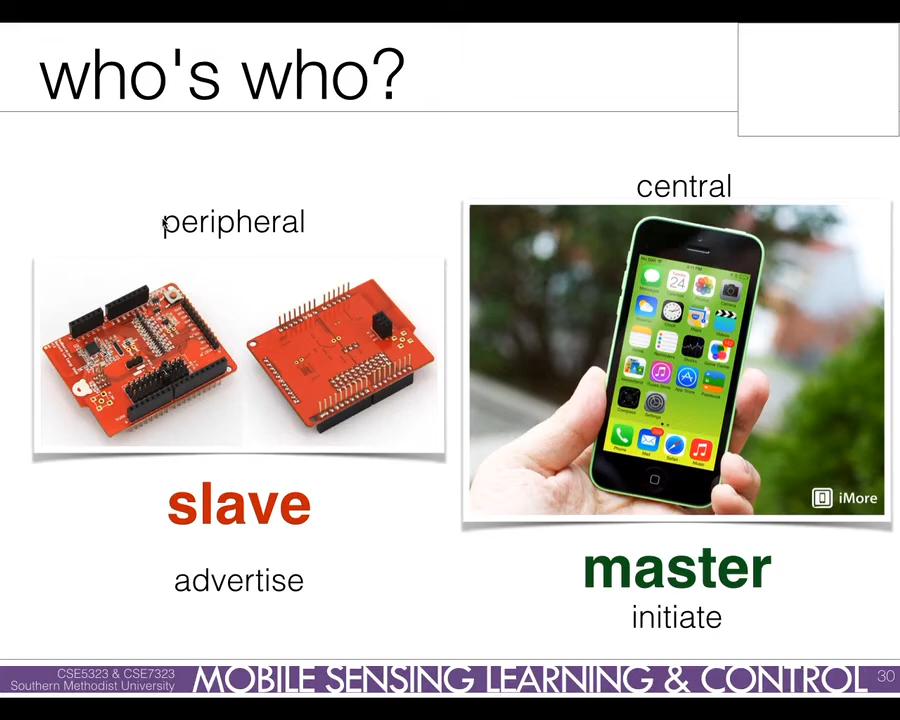 who's who?
central
peripheral
iMore
slave
master
advertise
initiate
CSE5323 & CSE7323
Southern Methodist University
MOBILE SENSING LEARNING & CONTROL
30